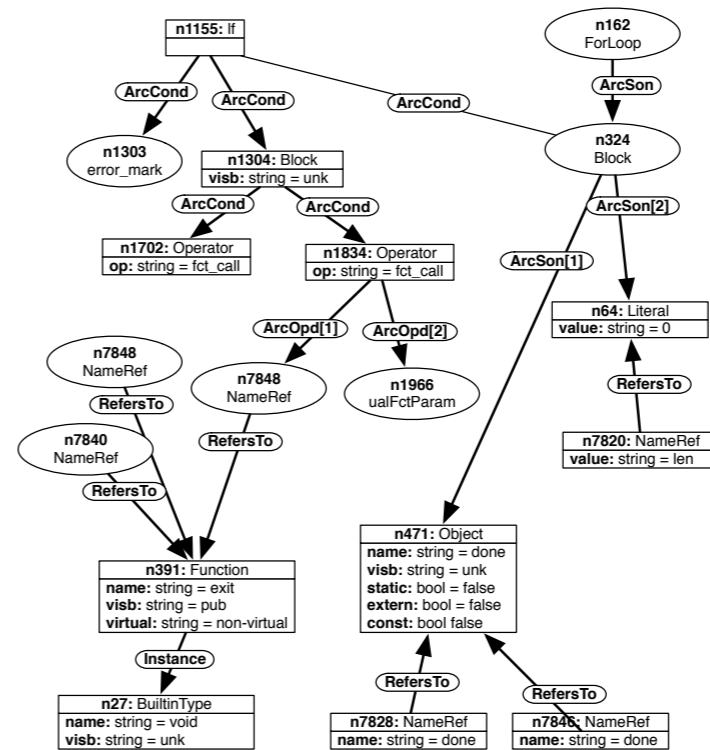 n1155: If
n162
ForLoop
ArcCond
ArcCond
ArcCond
ArcSon
n1303
error_mark
n1304: Block
visb: string = unk
n324
Block
ArcCond
ArcCond
ArcSon[2]
n1702: Operator
op: string = fct_call
n1834: Operator
op: string = fct_call
ArcSon[1]
n64: Literal
value: string = 0
ArcOpd[1]
ArcOpd[2]
n7848
NameRef
n7848
NameRef
n1966
ualFctParam
RefersTo
RefersTo
RefersTo
n7840
NameRef
n7820: NameRef
value: string = len
RefersTo
n471: Object
name: string = done
visb: string = unk
static: bool = false
extern: bool = false
const: bool false
n391: Function
name: string = exit
visb: string = pub
virtual: string = non-virtual
Instance
RefersTo
RefersTo
n27: BuiltinType
name: string = void
visb: string = unk
n7828: NameRef
name: string = done
n7846: NameRef
name: string = done